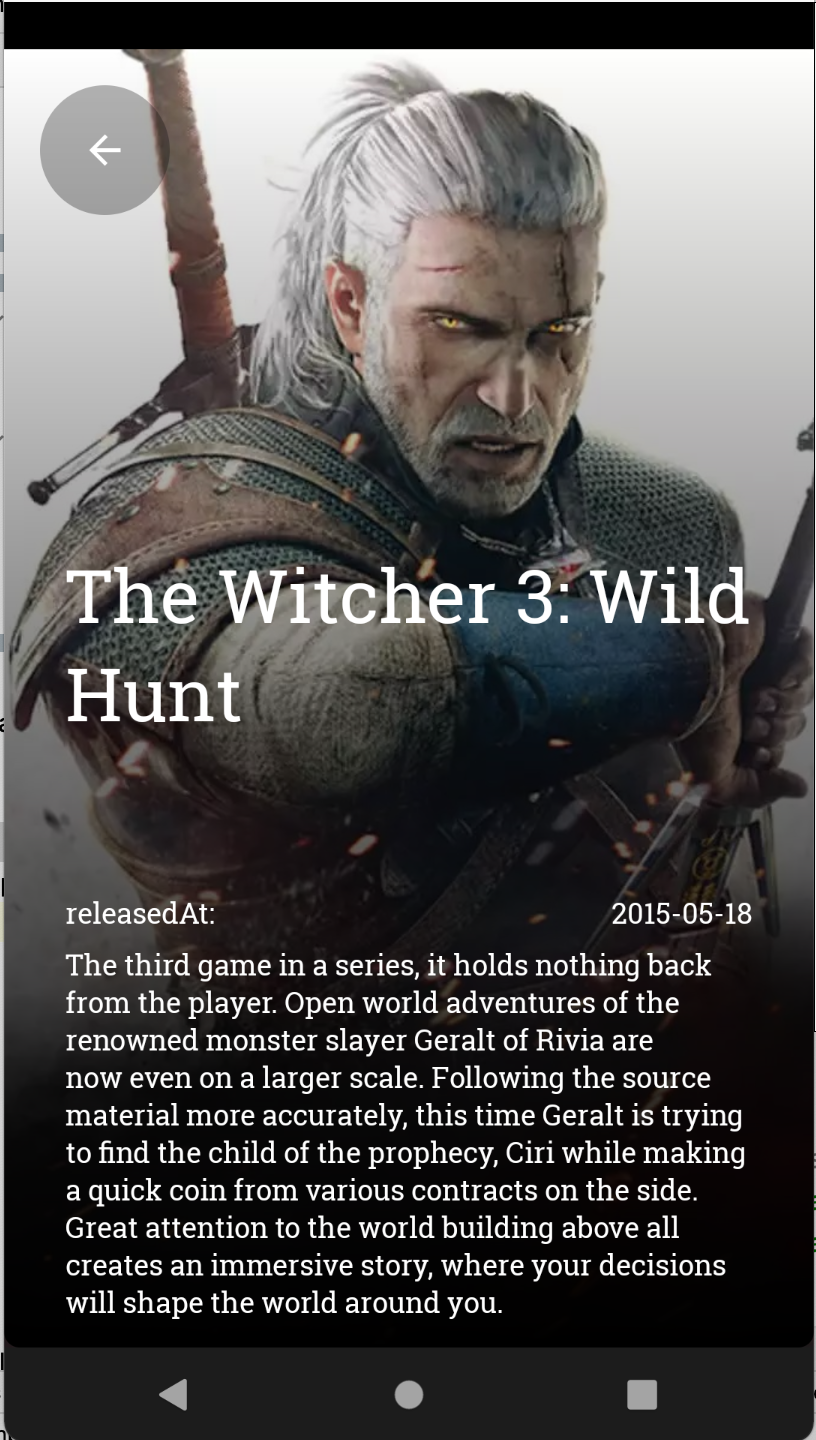 The Witcher 3: Wild
Hunt
releasedAt: 2015-05-18
The third game in a series, it holds nothing back
from the player. Open world adventures of the
renowned monster slayer Geralt of Rivia are
now even on a larger scale. Following the source
material more accurately, this time Geralt is trying
to find the child of the prophecy, Ciri while making
a quick coin from various contracts on the side.
Great attention to the world building above all
creates an immersive story, where your decisions
will shape the world around you.